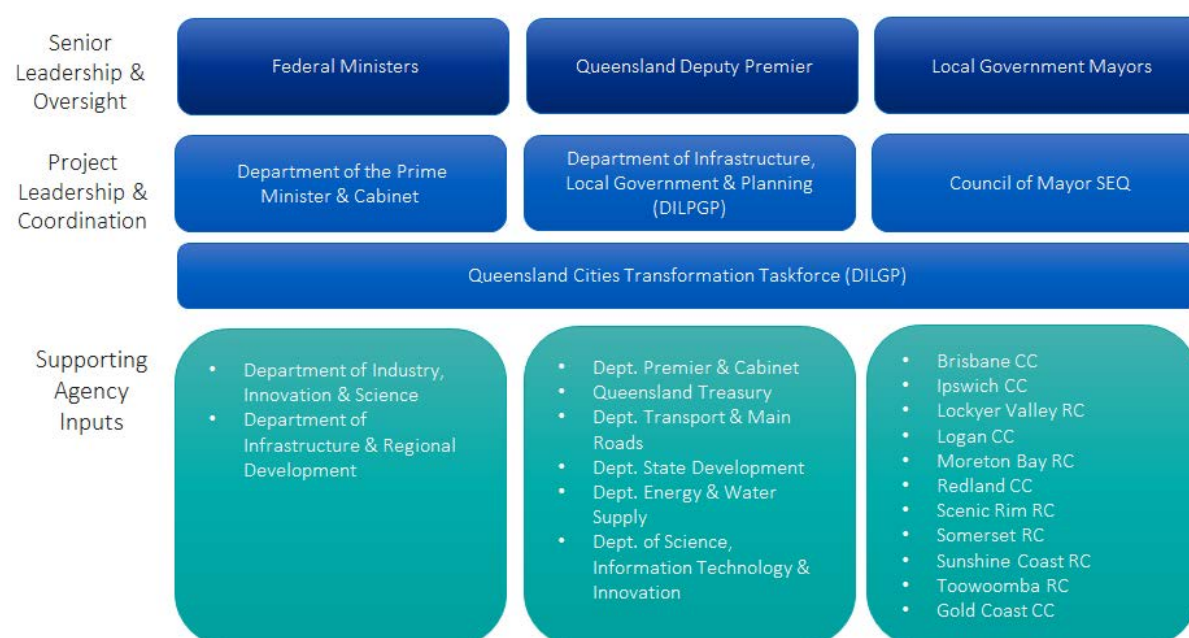 Senior
Leadership &
Oversight
Federal Ministers
Queensland Deputy Premier
Local Government Mayors
Project
Leadership &
Coordination
Department of the Prime
Minister & Cabinet
Department of Infrastructure,
Local Government & Planning
(DILPGP)
Council of Mayor SEQ
Queensland Cities Transformation Taskforce (DILGP)
Supporting
Agency
Inputs
• Department of Industry,
Innovation & Science
• Department of
Infrastructure & Regional
Development
• Dept. Premier & Cabinet
• Queensland Treasury
• Dept. Transport & Main
Roads
• Dept. State Development
• Dept. Energy & Water
Supply
• Dept. of Science,
Information Technology &
Innovation
• Brisbane CC
• Ipswich CC
• Lockyer Valley RC
• Logan CC
• Moreton Bay RC
• Redland CC
• Scenic Rim RC
• Somerset RC
• Sunshine Coast RC
• Toowoomba RC
• Gold Coast CC